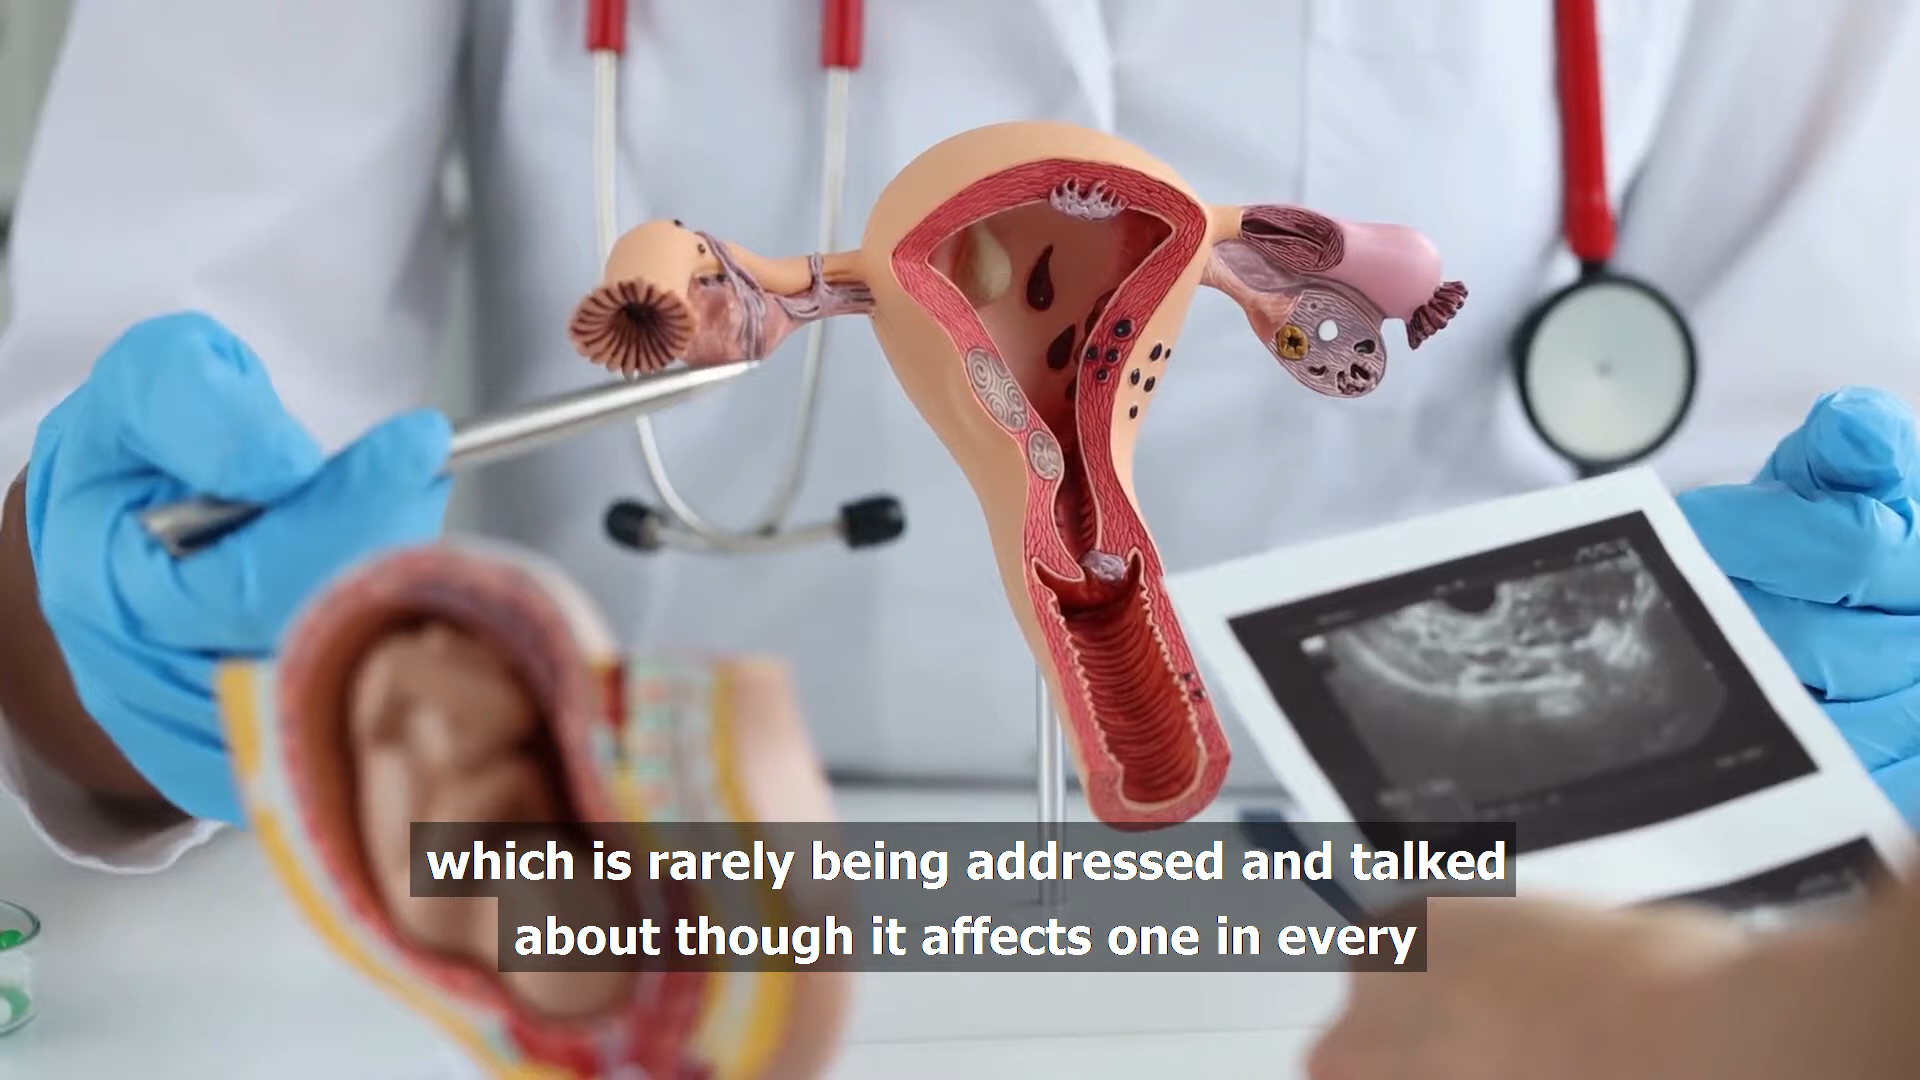 which is rarely being addressed and talked
about though it affects one in every